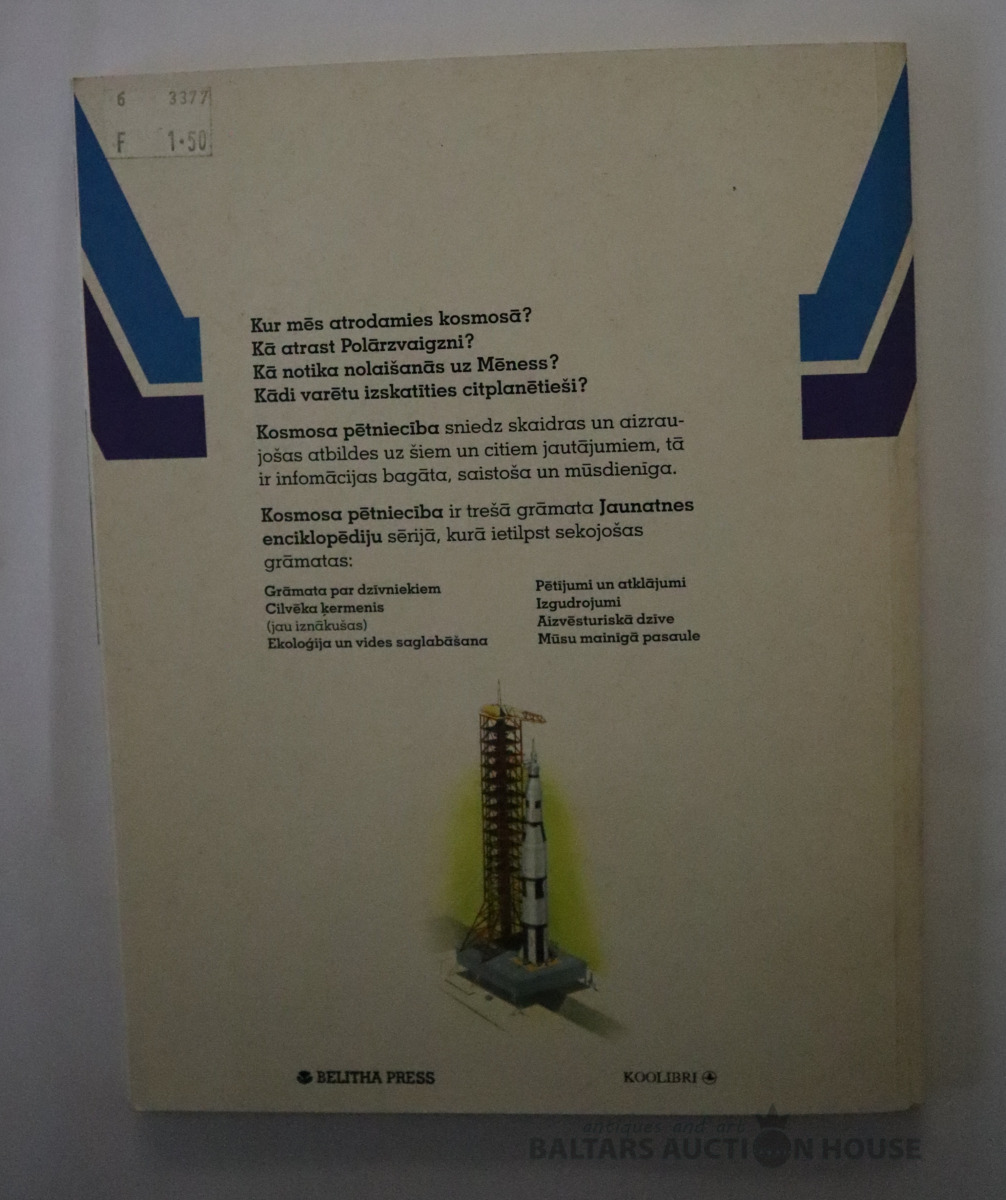 6 3377
F 1·50
Kur mēs atrodamies kosmosā?
Kā atrast Polārzvaigzni?
Kā notika nolaišanās uz Mēness?
Kādi varētu izskatīties citplanētieši?
Kosmosa pētniecība sniedz skaidras un aizrau-
jošas atbildes uz šiem un citiem jautājumiem, tā
ir infomācijas bagāta, saistoša un mūsdienīga.
Kosmosa pētniecība ir trešā grāmata Jaunatnes
enciklopēdiju sērijā, kurā ietilpst sekojošas
grāmatas:
Grāmata par dzīvniekiem
Cilvēka ķermenis
(jau iznākušas)
Ekoloģija un vides saglabāšana
Pētījumi un atklājumi
Izgudrojumi
Aizvēsturiskā dzīve
Mūsu mainīgā pasaule
BELITHA PRESS
KOOLIBRI
antiques and art
BALTARS AUCTION HOUSE